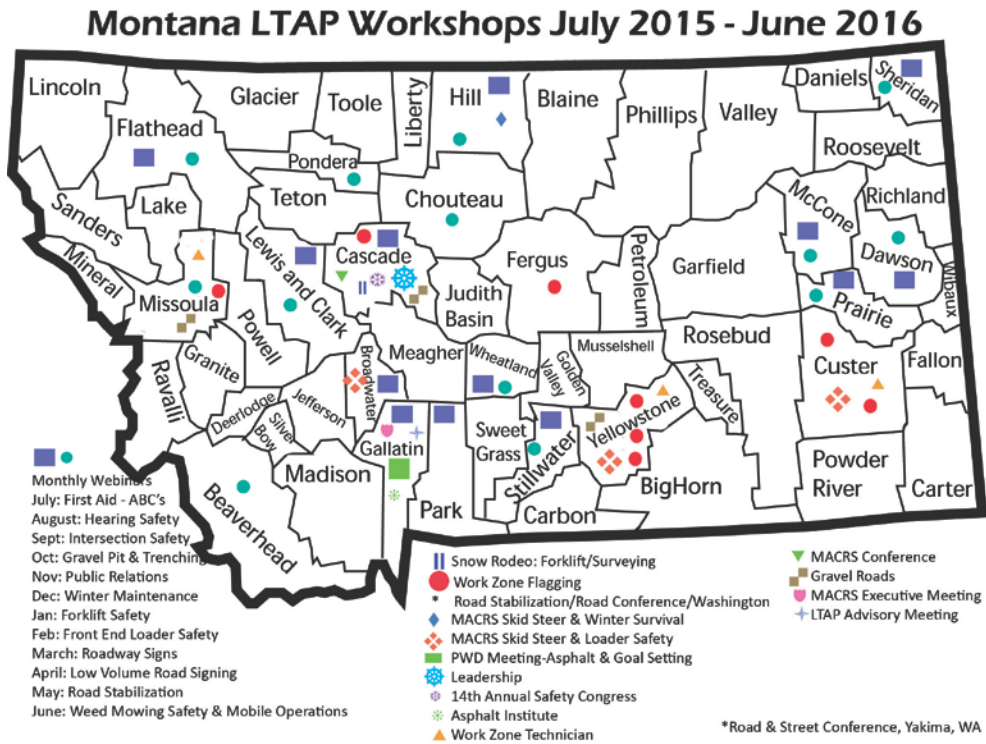 Montana LTAP Workshops July 2015 - June 2016
Lincoln
Glacier
Toole
Liberty
Hill
Blaine
Phillips
Valley
Daniels
Sheridan
Flathead
Pondera
Roosevelt
Sanders
Lake
Teton
Chouteau
McCone
Richland
Mineral
Missoula
Lewis and Clark
Cascade
Fergus
Petroleum
Garfield
Dawson
Wibaux
Judith
Basin
Prairie
Powell
Granite
Ravalli
Broadwater
Meagher
Wheatland
Golden
Valley
Musselshell
Rosebud
Treasure
Custer
Fallon
Deerlodge
Silver
Bow
Jefferson
Gallatin
Sweet
Grass
Stillwater
Yellowstone
Madison
Park
Carbon
BigHorn
Powder
River
Carter
Beaverhead
Monthly Webinars
July: First Aid - ABC's
August: Hearing Safety
Sept: Intersection Safety
Oct: Gravel Pit & Trenching
Nov: Public Relations
Dec: Winter Maintenance
Jan: Forklift Safety
Feb: Front End Loader Safety
March: Roadway Signs
April: Low Volume Road Signing
May: Road Stabilization
June: Weed Mowing Safety & Mobile Operations
Snow Rodeo: Forklift/Surveying
Work Zone Flagging
* Road Stabilization/Road Conference/Washington
MACRS Skid Steer & Winter Survival
MACRS Skid Steer & Loader Safety
PWD Meeting-Asphalt & Goal Setting
Leadership
14th Annual Safety Congress
Asphalt Institute
Work Zone Technician
MACRS Conference
Gravel Roads
MACRS Executive Meeting
LTAP Advisory Meeting
*Road & Street Conference, Yakima, WA